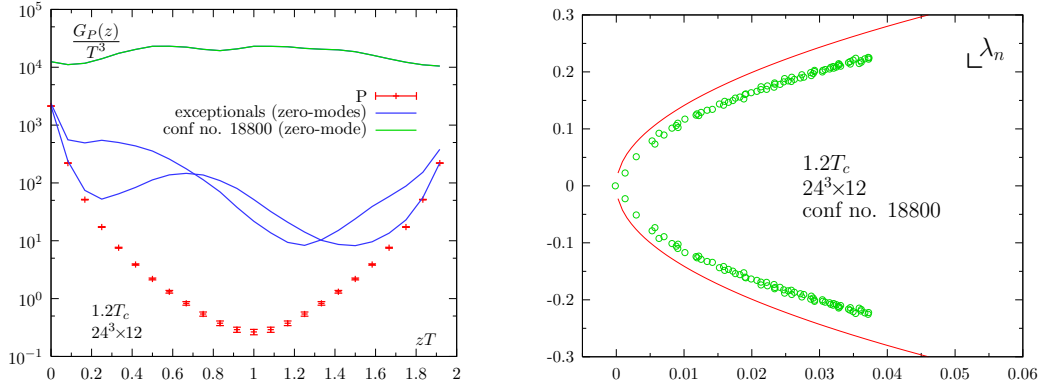 10^5
10^4
10^3
10^2
10^1
10^0
10^-1
G_P(z)
T^3
P
exceptionals (zero-modes)
conf no. 18800 (zero-mode)
1.2T_c
24^3×12
zT
0 0.2 0.4 0.6 0.8 1 1.2 1.4 1.6 1.8 2
0.3
0.2
0.1
0
-0.1
-0.2
-0.3
λ_n
1.2T_c
24^3×12
conf no. 18800
0 0.01 0.02 0.03 0.04 0.05 0.06